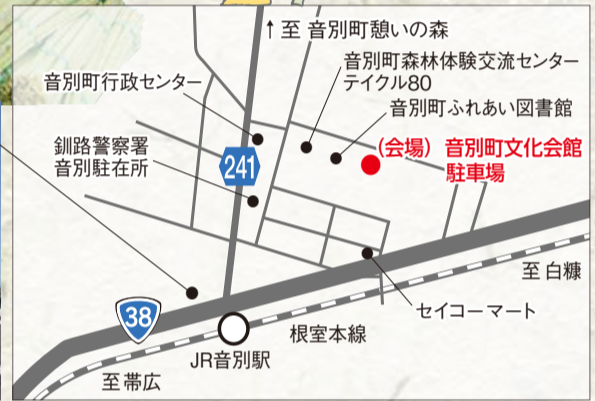 ↑至 音別町憩いの森
音別町森林体験交流センター
テイクル80
音別町行政センター
音別町ふれあい図書館
(会場) 音別町文化会館
駐車場
釧路警察署
音別駐在所
241
至白糠
セイコーマート
38
根室本線
JR音別駅
至帯広